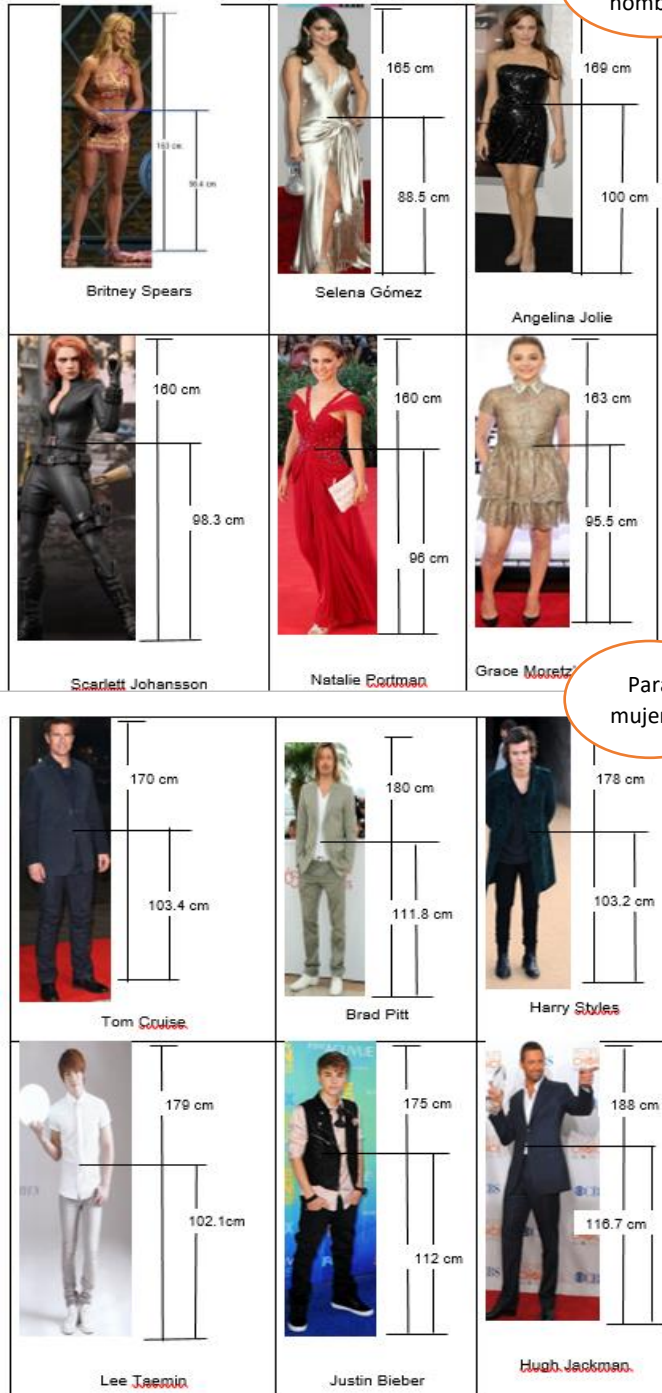 nomb
165 cm
169 cm
163 cm
88.5 cm
100 cm
Britney Spears
Selena Gómez
Angelina Jolie
160 cm
160 cm
163 cm
98.3 cm
96 cm
95.5 cm
Scarlett Johansson
Natalie Portman
Grace Moretz
Para
mujer
170 cm
180 cm
178 cm
103.4 cm
111.8 cm
103.2 cm
Tom Cruise
Brad Pitt
Harry Styles
179 cm
175 cm
188 cm
102.1cm
112 cm
116.7 cm
Lee Taemin
Justin Bieber
Hugh Jackman